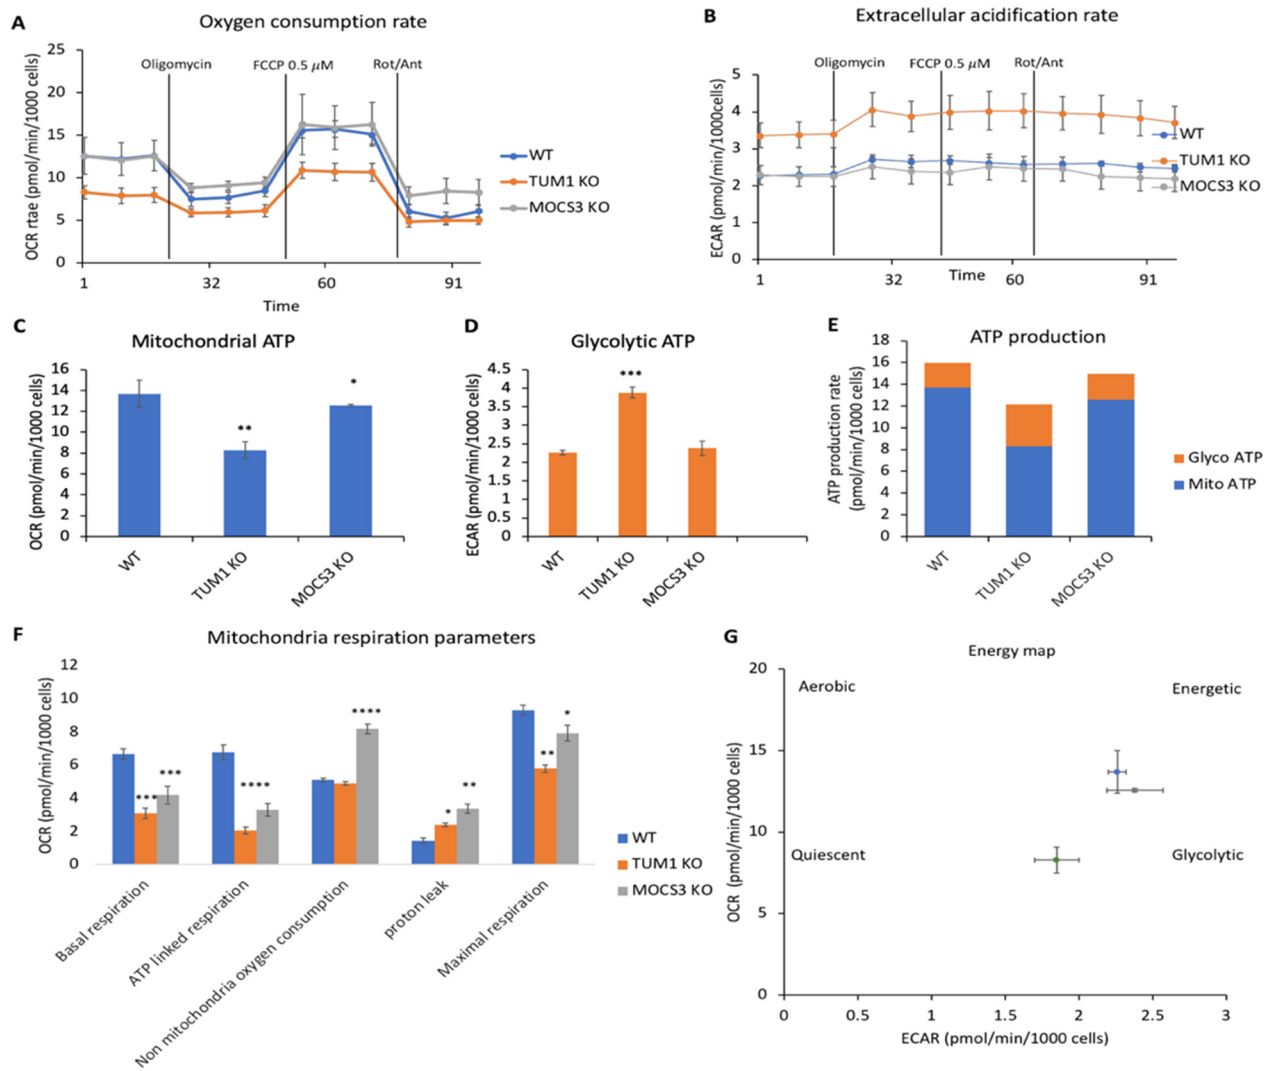 A
Oxygen consumption rate
OCR rtae (pmol/min/1000 cells)
25
20
15
10
5
0
Oligomycin
FCCP 0.5 μM
Rot/Ant
1
32
60
91
Time
WT
TUM1 KO
MOCS3 KO
B
Extracellular acidification rate
ECAR (pmol/min/1000cells)
5
4
3
2
1
0
Oligomycin
FCCP 0.5 μM
Rot/Ant
1
32
Time
60
91
WT
TUM1 KO
MOCS3 KO
C
Mitochondrial ATP
OCR (pmol/min/1000 cells)
16
14
12
10
8
6
4
2
0
**
*
WT
TUM1 KO
MOCS3 KO
D
Glycolytic ATP
ECAR (pmol/min/1000 cells)
4.5
4
3.5
3
2.5
2
1.5
1
0.5
0
***
WT
TUM1 KO
MOCS3 KO
E
ATP production
ATP production rate
(pmol/min/1000 cells)
18
16
14
12
10
8
6
4
2
0
WT
TUM1 KO
MOCS3 KO
Glyco ATP
Mito ATP
F
Mitochondria respiration parameters
OCR (pmol/min/1000 cells)
12
10
8
6
4
2
0
***
***
****
****
*
**
**
*
Basal respiration
ATP linked respiration
Non mitochondria oxygen consumption
proton leak
Maximal respiration
WT
TUM1 KO
MOCS3 KO
G
Energy map
OCR (pmol/min/1000 cells)
20
15
10
5
0
Aerobic
Energetic
Quiescent
Glycolytic
0
0.5
1
1.5
2
2.5
3
ECAR (pmol/min/1000 cells)